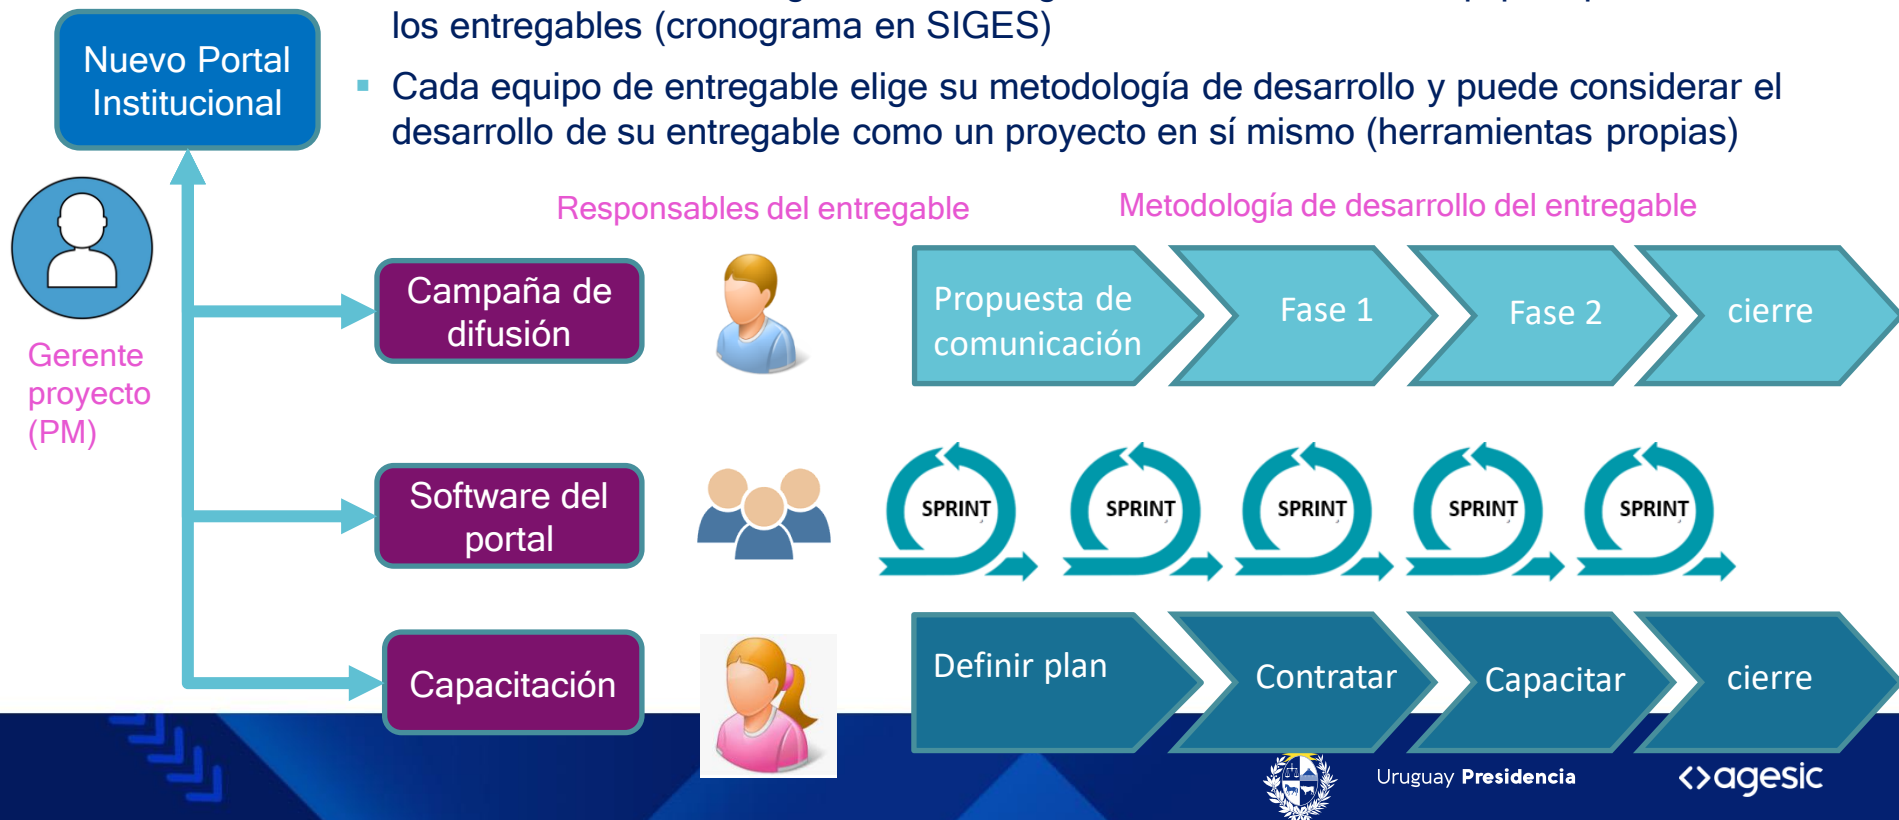 los entregables (cronograma en SIGES)
Nuevo Portal
Institucional
▪ Cada equipo de entregable elige su metodología de desarrollo y puede considerar el
desarrollo de su entregable como un proyecto en sí mismo (herramientas propias)
Responsables del entregable
Metodología de desarrollo del entregable
Gerente
proyecto
(PM)
Campaña de
difusión
Propuesta de
comunicación
Fase 1
Fase 2
cierre
Software del
portal
SPRINT
SPRINT
SPRINT
SPRINT
SPRINT
Capacitación
Definir plan
Contratar
Capacitar
cierre
Uruguay Presidencia
<>agesic